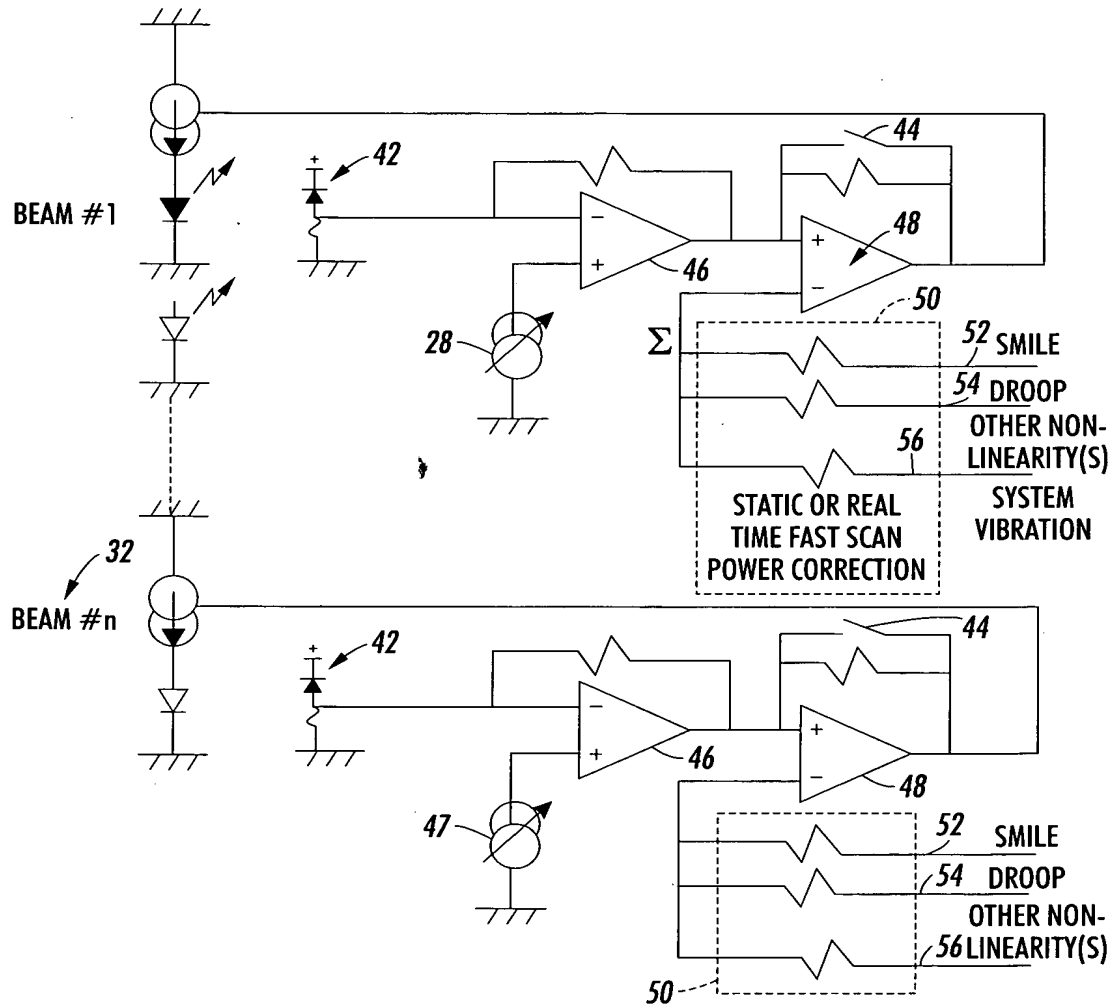 BEAM #1
+
42
−
+
46
28
44
+
−
48
50
Σ
52 SMILE
54 DROOP
OTHER NON-
LINEARITY(S)
56
SYSTEM
VIBRATION
STATIC OR REAL
TIME FAST SCAN
POWER CORRECTION
32
BEAM #n
+
42
−
+
46
47
44
+
−
48
52 SMILE
54 DROOP
OTHER NON-
56 LINEARITY(S)
50